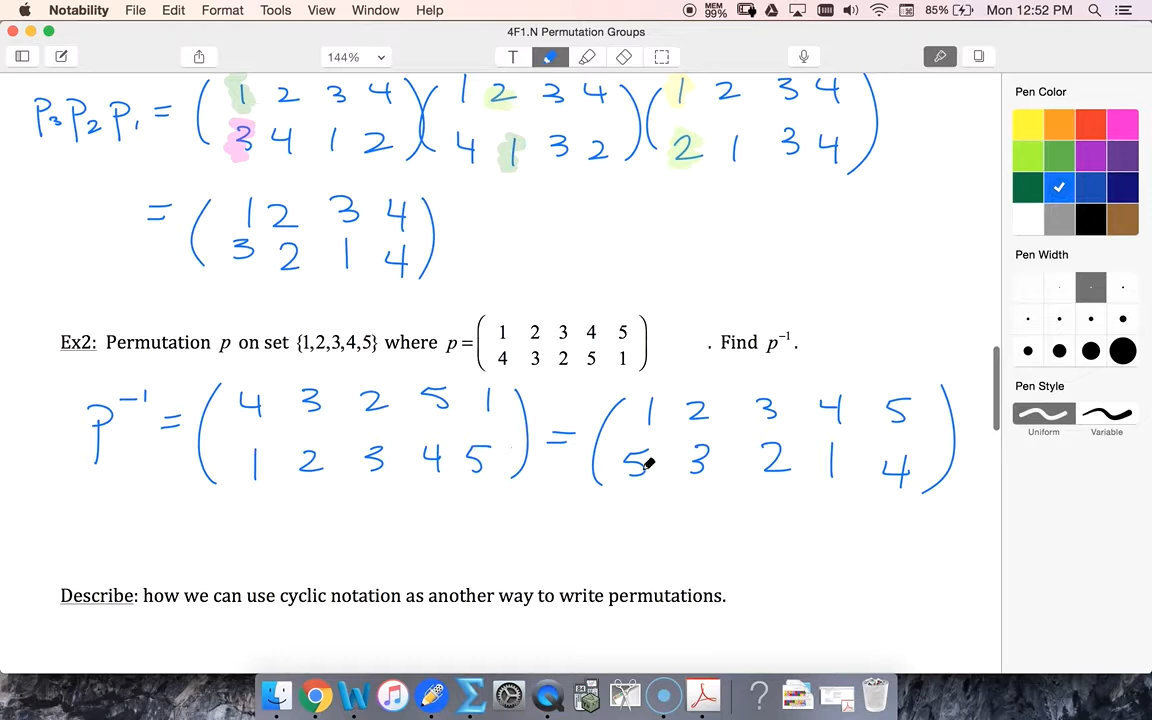 Notability File Edit Format Tools View Window Help MEM 99% 85% Mon 12:52 PM
4F1.N Permutation Groups
144%
T
Pen Color
Pen Width
Pen Style
Uniform Variable
1 2 3 4 1 2 3 4 1 2 3 4
P₃P₂P₁ = ( ) ( ) ( )
3 4 1 2 4 1 3 2 2 1 3 4
= ( 1 2 3 4 )
3 2 1 4
1 2 3 4 5
Ex2: Permutation p on set {1,2,3,4,5} where p = ( ) . Find p⁻¹.
4 3 2 5 1
4 3 2 5 1 1 2 3 4 5
P⁻¹ = ( ) = ( )
1 2 3 4 5 5 3 2 1 4
Describe: how we can use cyclic notation as another way to write permutations.